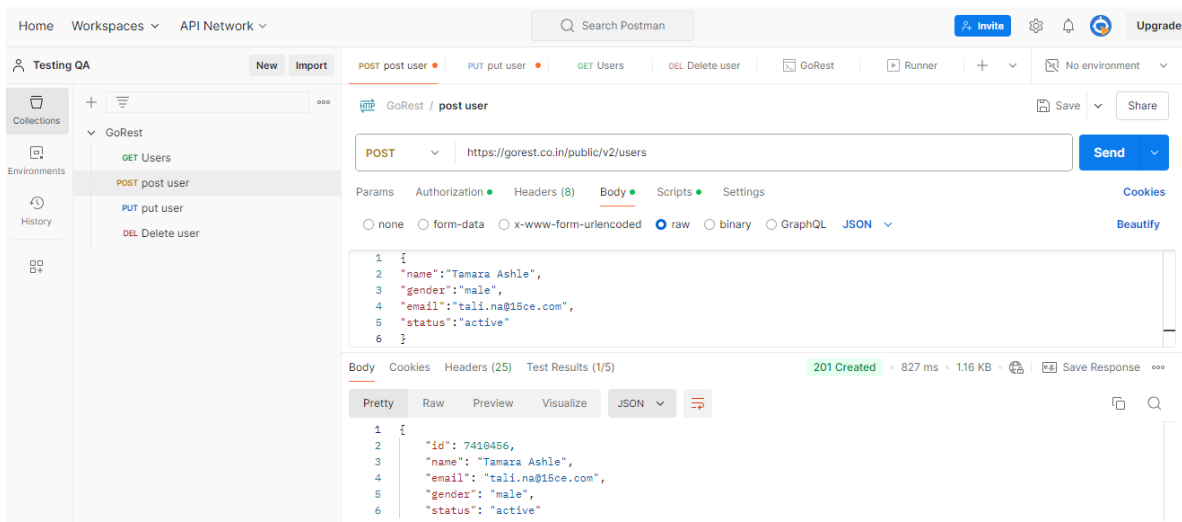 Home Workspaces API Network Search Postman Invite Upgrade
Testing QA New Import POST post user PUT put user GET Users DEL Delete user GoRest Runner No environment
Collections
Environments
History
GoRest
GET Users
POST post user
PUT put user
DEL Delete user
HTTP GoRest / post user Save Share
POST https://gorest.co.in/public/v2/users Send
Params Authorization Headers (8) Body Scripts Settings Cookies
none form-data x-www-form-urlencoded raw binary GraphQL JSON Beautify
1 {
2 "name":"Tamara Ashle",
3 "gender":"male",
4 "email":"tali.na@15ce.com",
5 "status":"active"
6 }
Body Cookies Headers (25) Test Results (1/5) 201 Created 827 ms 1.16 KB e.g. Save Response
Pretty Raw Preview Visualize JSON
1 {
2 "id": 7410456,
3 "name": "Tamara Ashle",
4 "email": "tali.na@15ce.com",
5 "gender": "male",
6 "status": "active"